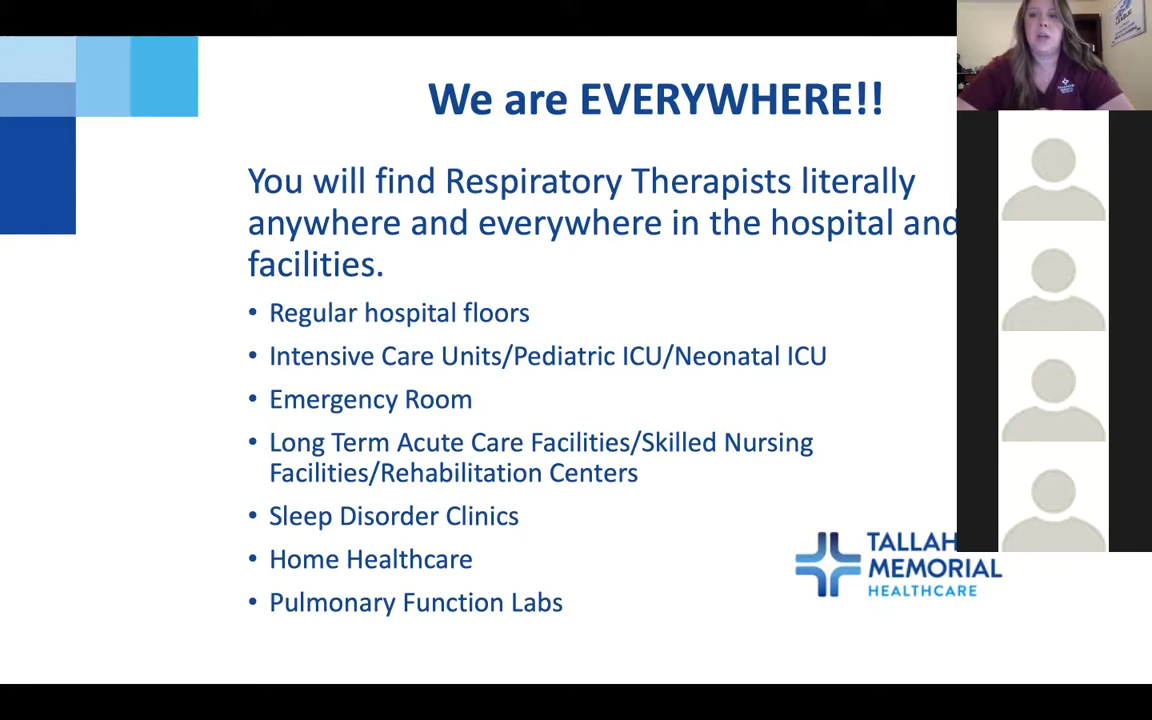 We are EVERYWHERE!!
You will find Respiratory Therapists literally
anywhere and everywhere in the hospital and
facilities.
• Regular hospital floors
• Intensive Care Units/Pediatric ICU/Neonatal ICU
• Emergency Room
• Long Term Acute Care Facilities/Skilled Nursing
Facilities/Rehabilitation Centers
• Sleep Disorder Clinics
• Home Healthcare
• Pulmonary Function Labs
TALLAH
MEMORIAL
HEALTHCARE